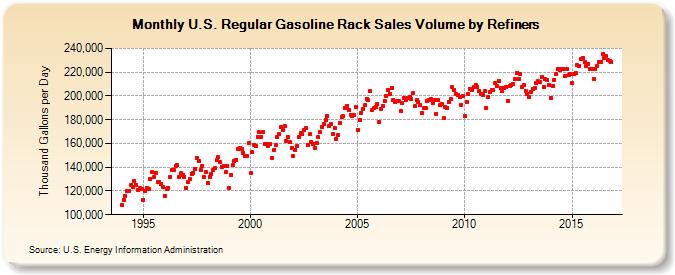 Monthly U.S. Regular Gasoline Rack Sales Volume by Refiners
Thousand Gallons per Day
240,000
220,000
200,000
180,000
160,000
140,000
120,000
100,000
1995 2000 2005 2010 2015
Source: U.S. Energy Information Administration